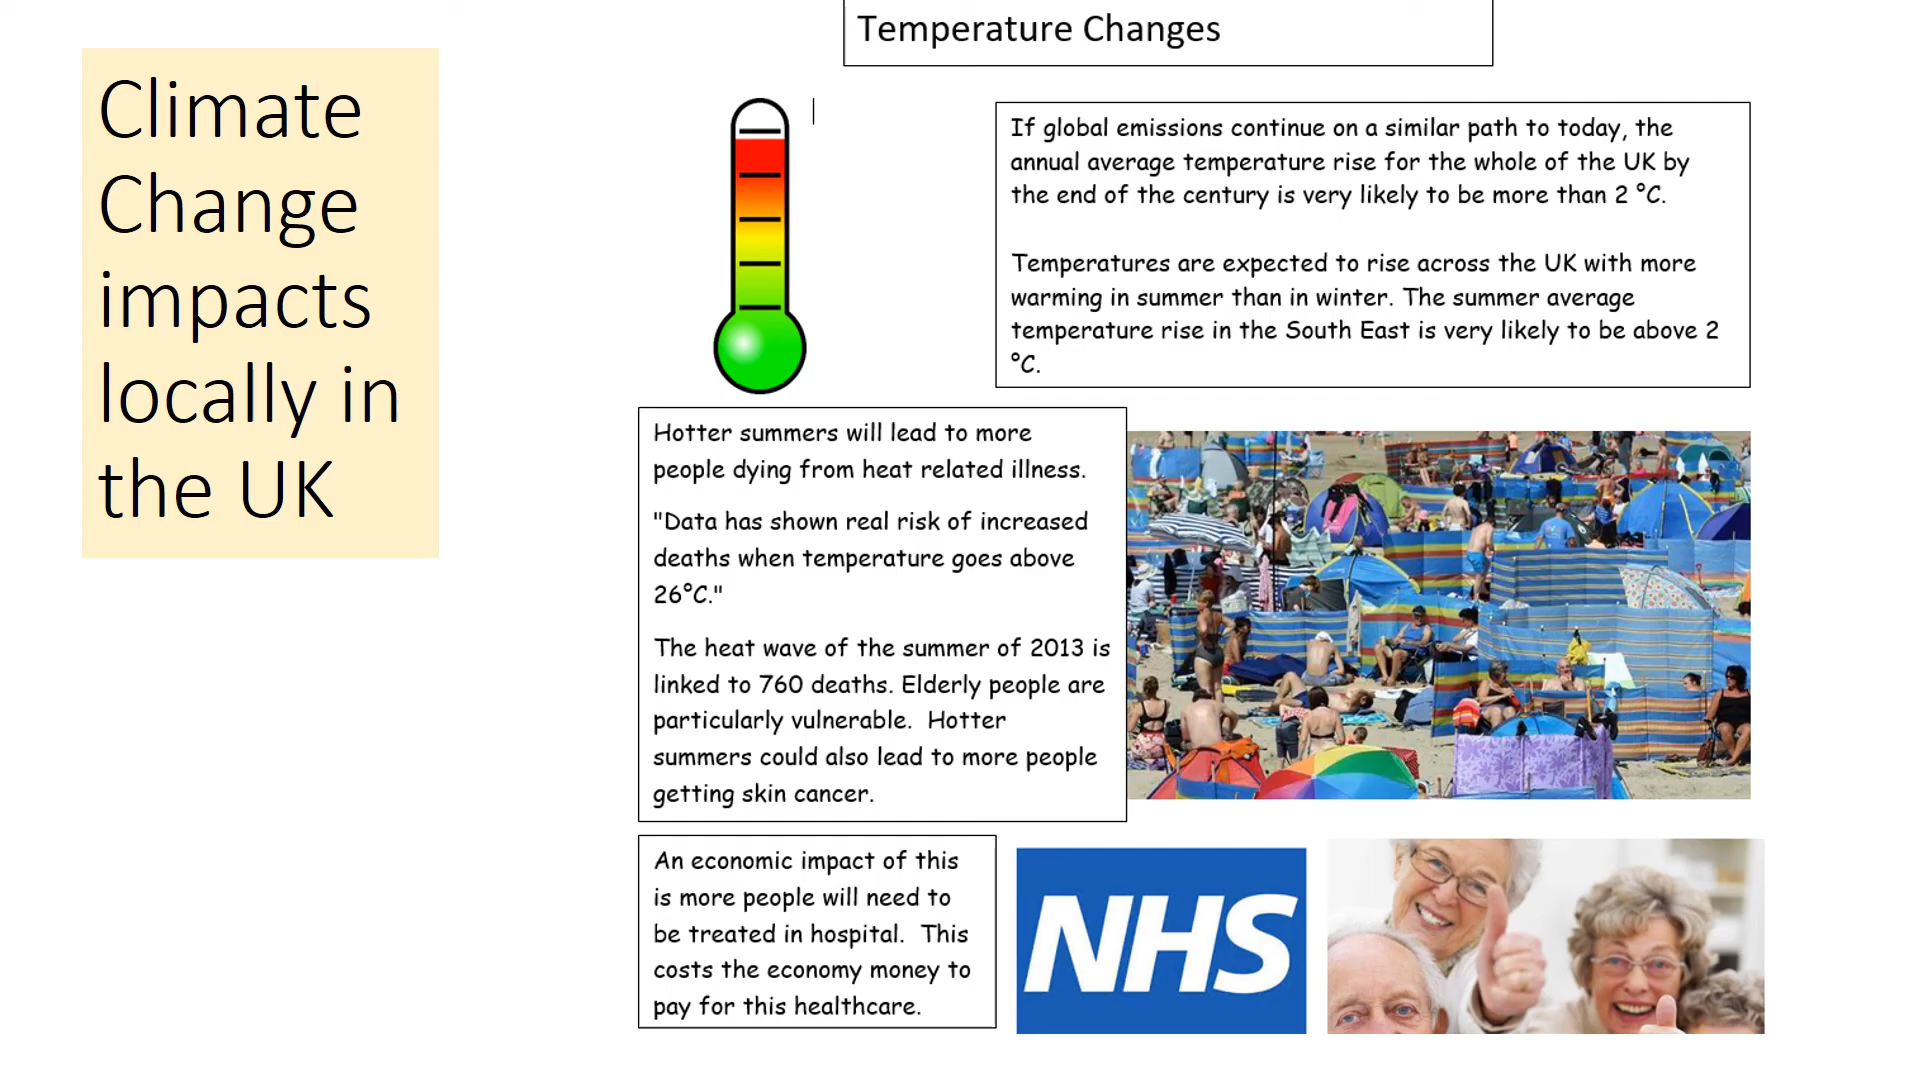 Climate
Change
impacts
locally in
the UK
Temperature Changes
If global emissions continue on a similar path to today, the
annual average temperature rise for the whole of the UK by
the end of the century is very likely to be more than 2 °C.
Temperatures are expected to rise across the UK with more
warming in summer than in winter. The summer average
temperature rise in the South East is very likely to be above 2
°C.
Hotter summers will lead to more
people dying from heat related illness.
"Data has shown real risk of increased
deaths when temperature goes above
26°C."
The heat wave of the summer of 2013 is
linked to 760 deaths. Elderly people are
particularly vulnerable.  Hotter
summers could also lead to more people
getting skin cancer.
An economic impact of this
is more people will need to
be treated in hospital.  This
costs the economy money to
pay for this healthcare.
NHS